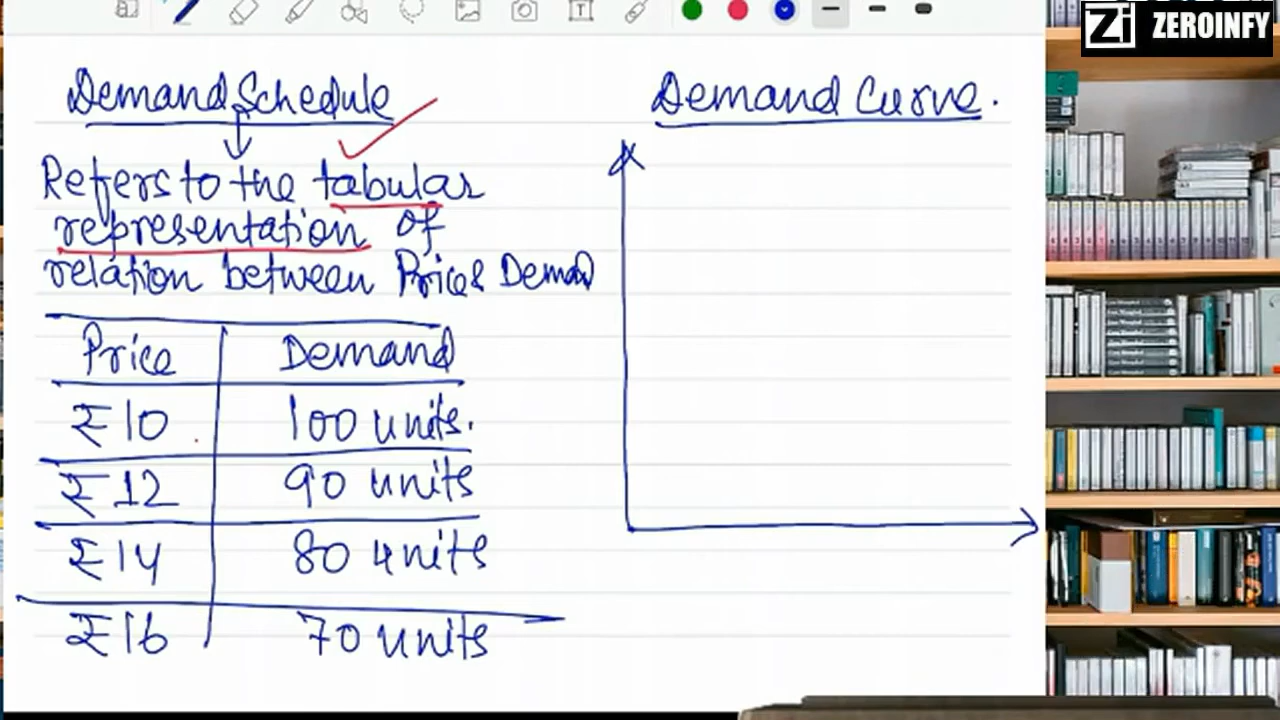 Zi ZEROINFY
Demand Schedule
Refers to the tabular
representation of
relation between Price & Demand
Price Demand
₹10 100 units.
₹12 90 units
₹14 80 units
₹16 70 units
Demand Curve.